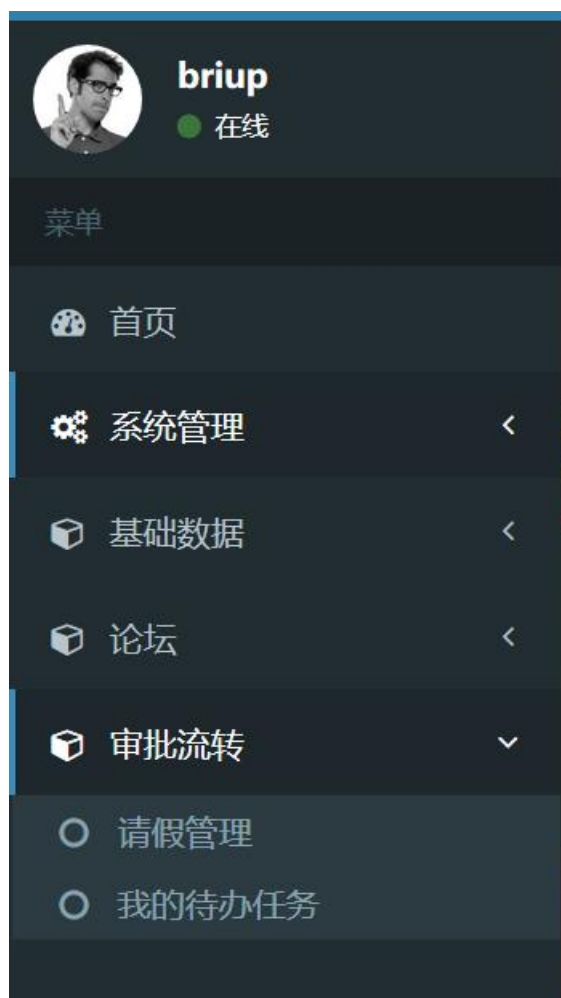 briup
在线
菜单
首页
系统管理
基础数据
论坛
审批流转
请假管理
我的待办任务